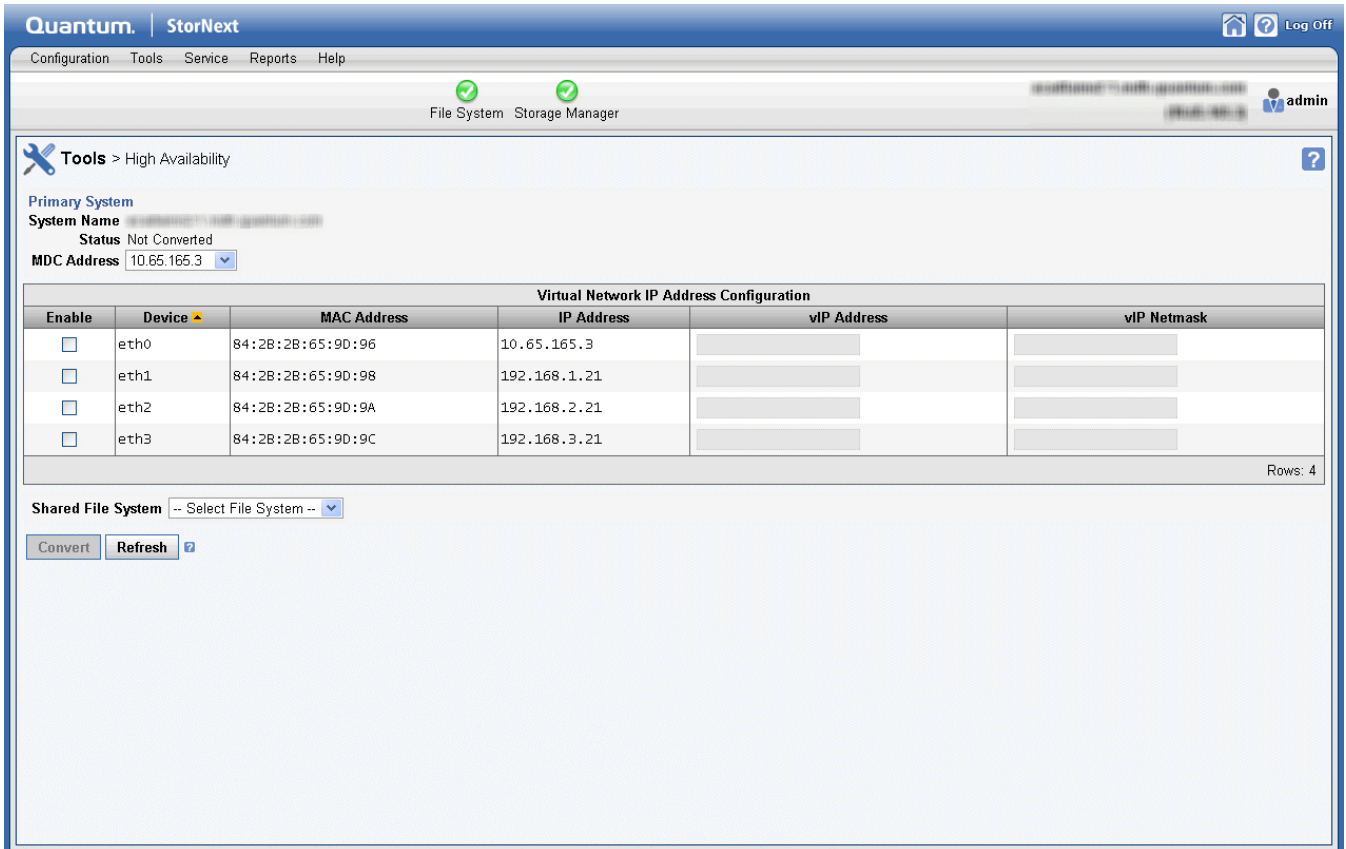 Quantum. | StorNext Log Off
Configuration Tools Service Reports Help
File System Storage Manager admin
Tools > High Availability
Primary System
System Name
Status Not Converted
MDC Address 10.65.165.3
Virtual Network IP Address Configuration
Enable Device MAC Address IP Address vIP Address vIP Netmask
eth0 84:2B:2B:65:9D:96 10.65.165.3
eth1 84:2B:2B:65:9D:98 192.168.1.21
eth2 84:2B:2B:65:9D:9A 192.168.2.21
eth3 84:2B:2B:65:9D:9C 192.168.3.21
Rows: 4
Shared File System -- Select File System --
Convert Refresh